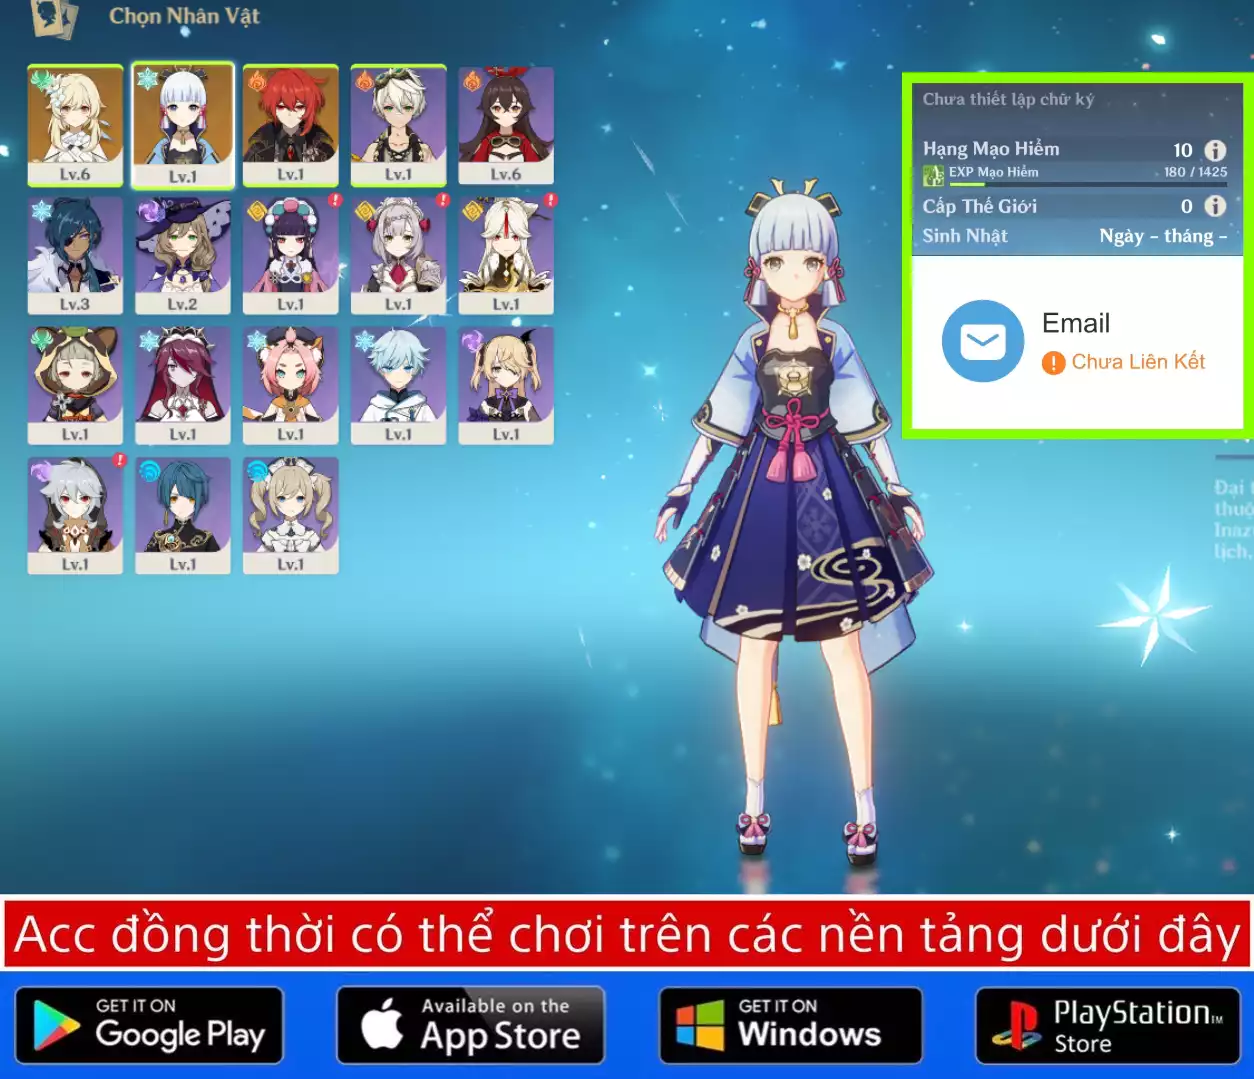 Chọn Nhân Vật
Lv.6
Lv.1
Lv.1
Lv.1
Lv.6
Lv.3
Lv.2
Lv.1
Lv.1
Lv.1
Lv.1
Lv.1
Lv.1
Lv.1
Lv.1
Lv.1
Lv.1
Lv.1
Chưa thiết lập chữ ký
Hạng Mạo Hiểm 10
EXP Mạo Hiểm 180 / 1425
Cấp Thế Giới 0
Sinh Nhật Ngày - tháng -
Email
Chưa Liên Kết
Đại
thuộ
Inaz
lịch,
Acc đồng thời có thể chơi trên các nền tảng dưới đây
GET IT ON
Google Play
Available on the
App Store
GET IT ON
Windows
PlayStation™
Store